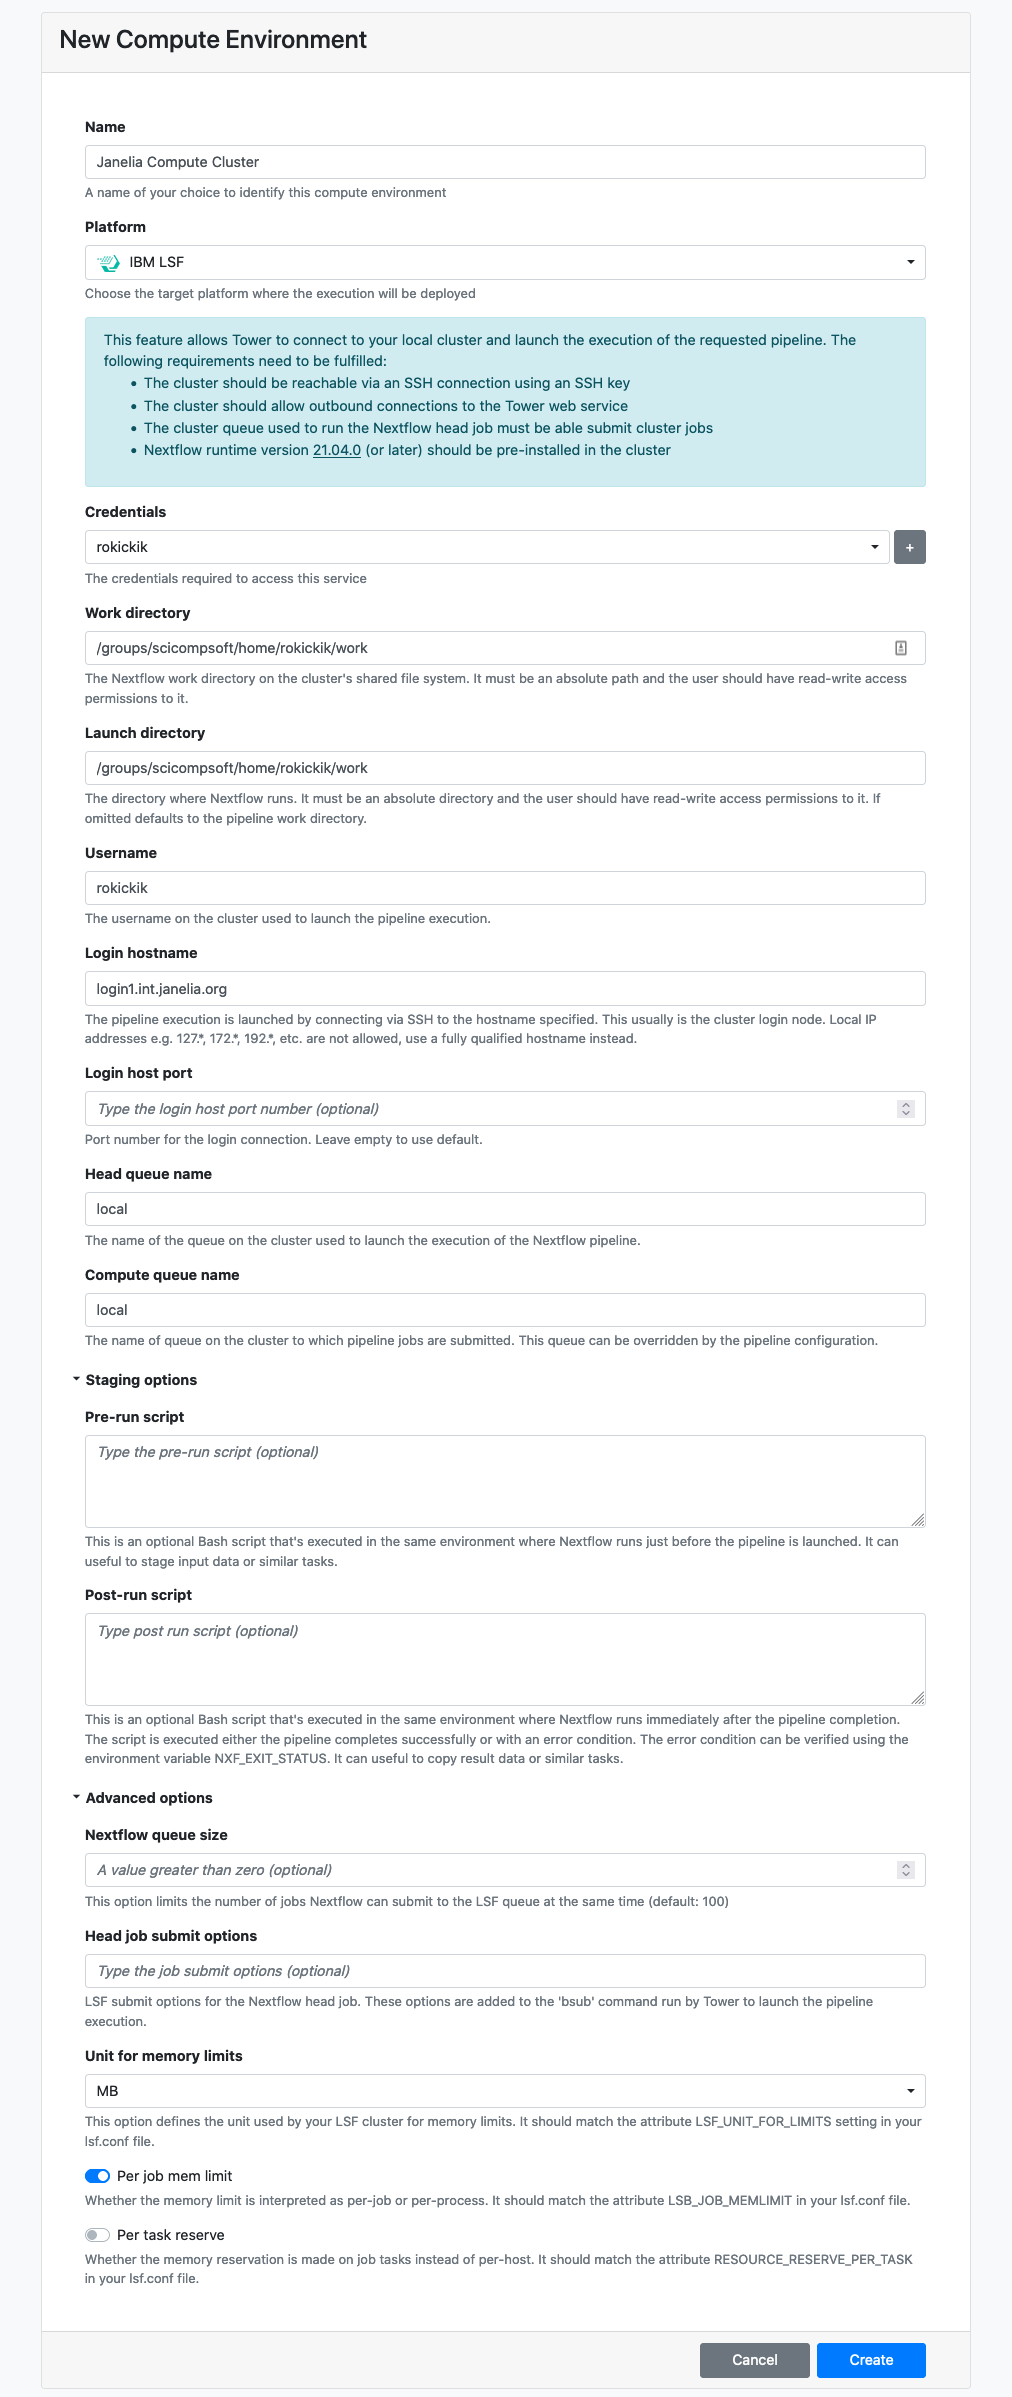 New Compute Environment
Name
Janelia Compute Cluster
A name of your choice to identify this compute environment
Platform
IBM LSF
Choose the target platform where the execution will be deployed
This feature allows Tower to connect to your local cluster and launch the execution of the requested pipeline. The
following requirements need to be fulfilled:
• The cluster should be reachable via an SSH connection using an SSH key
• The cluster should allow outbound connections to the Tower web service
• The cluster queue used to run the Nextflow head job must be able submit cluster jobs
• Nextflow runtime version 21.04.0 (or later) should be pre-installed in the cluster
Credentials
rokickik
+
The credentials required to access this service
Work directory
/groups/scicompsoft/home/rokickik/work
The Nextflow work directory on the cluster's shared file system. It must be an absolute path and the user should have read-write access
permissions to it.
Launch directory
/groups/scicompsoft/home/rokickik/work
The directory where Nextflow runs. It must be an absolute directory and the user should have read-write access permissions to it. If
omitted defaults to the pipeline work directory.
Username
rokickik
The username on the cluster used to launch the pipeline execution.
Login hostname
login1.int.janelia.org
The pipeline execution is launched by connecting via SSH to the hostname specified. This usually is the cluster login node. Local IP
addresses e.g. 127.*, 172.*, 192.*, etc. are not allowed, use a fully qualified hostname instead.
Login host port
Type the login host port number (optional)
Port number for the login connection. Leave empty to use default.
Head queue name
local
The name of the queue on the cluster used to launch the execution of the Nextflow pipeline.
Compute queue name
local
The name of queue on the cluster to which pipeline jobs are submitted. This queue can be overridden by the pipeline configuration.
Staging options
Pre-run script
Type the pre-run script (optional)
This is an optional Bash script that's executed in the same environment where Nextflow runs just before the pipeline is launched. It can
useful to stage input data or similar tasks.
Post-run script
Type post run script (optional)
This is an optional Bash script that's executed in the same environment where Nextflow runs immediately after the pipeline completion.
The script is executed either the pipeline completes successfully or with an error condition. The error condition can be verified using the
environment variable NXF_EXIT_STATUS. It can useful to copy result data or similar tasks.
Advanced options
Nextflow queue size
A value greater than zero (optional)
This option limits the number of jobs Nextflow can submit to the LSF queue at the same time (default: 100)
Head job submit options
Type the job submit options (optional)
LSF submit options for the Nextflow head job. These options are added to the 'bsub' command run by Tower to launch the pipeline
execution.
Unit for memory limits
MB
This option defines the unit used by your LSF cluster for memory limits. It should match the attribute LSF_UNIT_FOR_LIMITS setting in your
lsf.conf file.
Per job mem limit
Whether the memory limit is interpreted as per-job or per-process. It should match the attribute LSB_JOB_MEMLIMIT in your lsf.conf file.
Per task reserve
Whether the memory reservation is made on job tasks instead of per-host. It should match the attribute RESOURCE_RESERVE_PER_TASK
in your lsf.conf file.
Cancel
Create